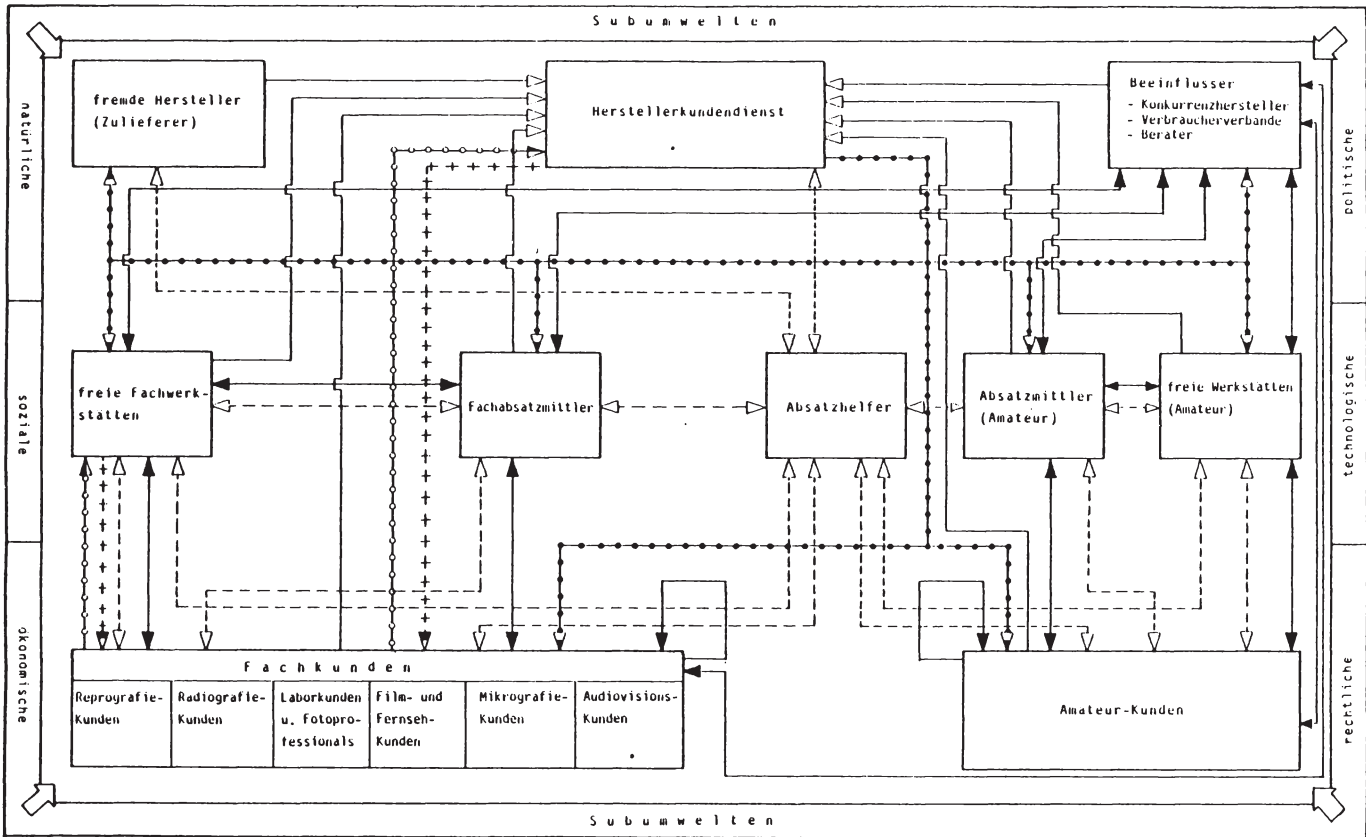 Subumwelten
fremde Hersteller
(Zulieferer)
Herstellerkundendienst
Beeinflusser
- Konkurrenzhersteller
- Verbraucherverbände
- Berater
natürliche
politische
soziale
technologische
ökonomische
rechtliche
freie Fachwerk-
stätten
Fachabsatzmittler
Absatzhelfer
Absatzmittler
(Amateur)
freie Werkstätten
(Amateur)
Fachkunden
Reprografie-
Kunden
Radiografie-
Kunden
Laborkunden
u. Fotopro-
fessionals
Film- und
Fernseh-
Kunden
Mikrografie-
Kunden
Audiovisions-
Kunden
Amateur-Kunden
Subumwelten